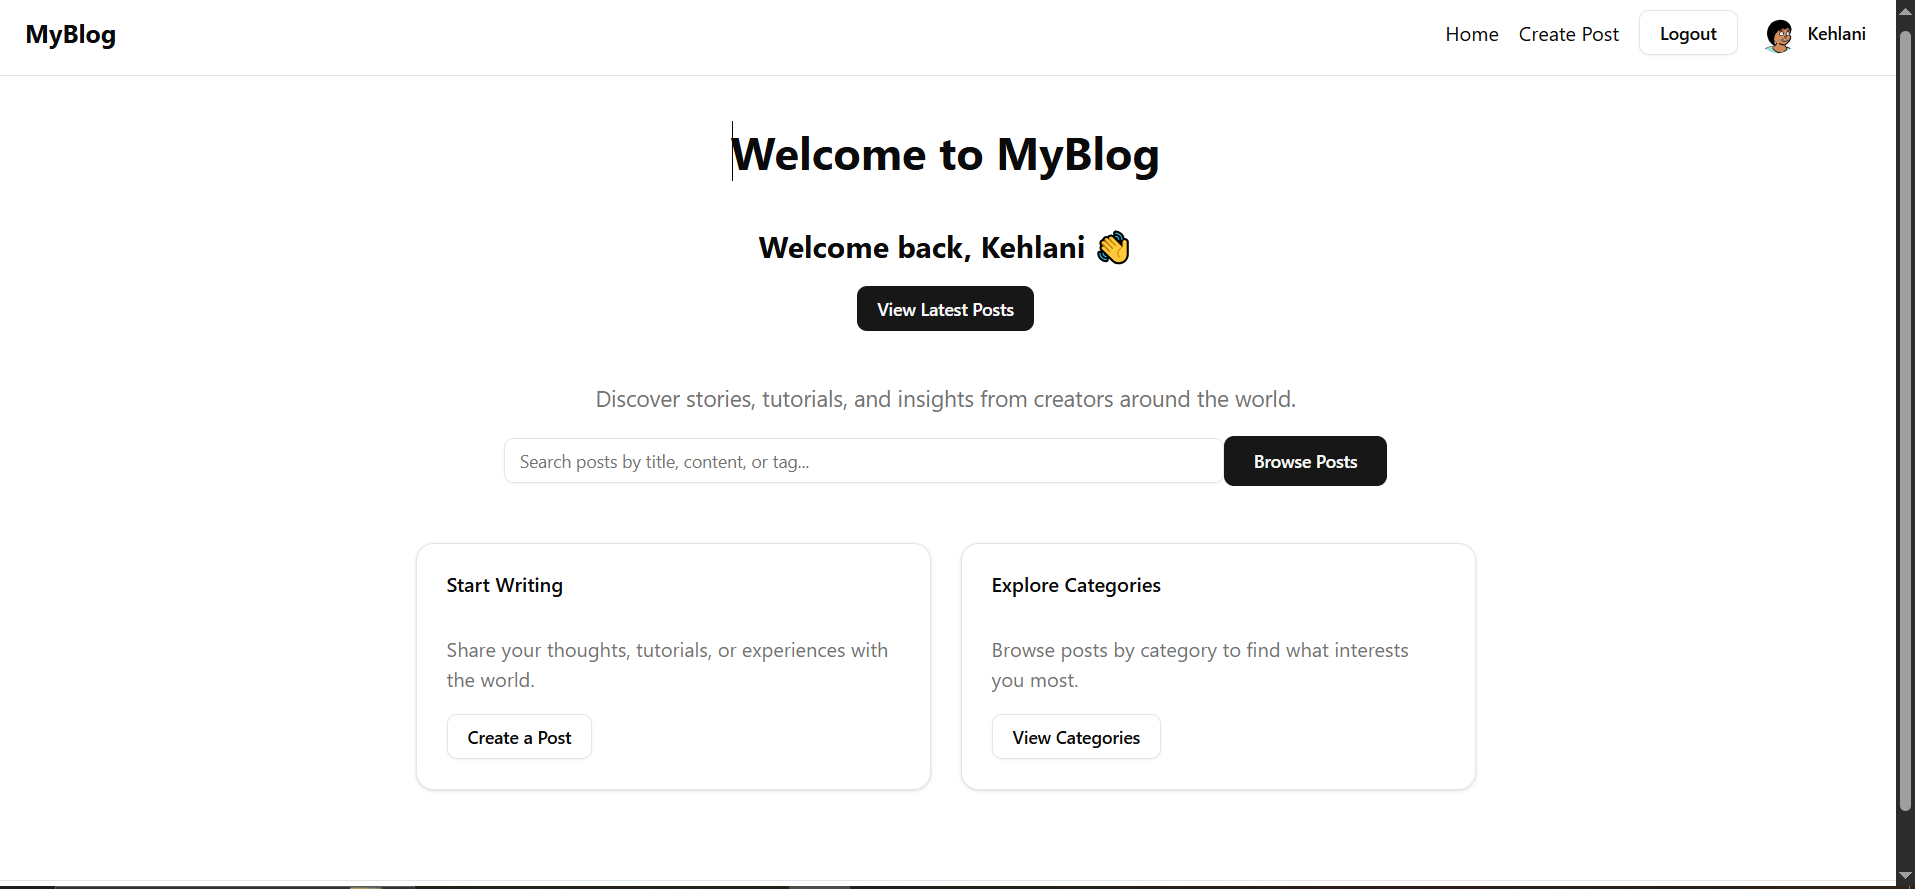 MyBlog
Home
Create Post
Logout
Kehlani
Welcome to MyBlog
Welcome back, Kehlani 👋
View Latest Posts
Discover stories, tutorials, and insights from creators around the world.
Search posts by title, content, or tag...
Browse Posts
Start Writing
Share your thoughts, tutorials, or experiences with
the world.
Create a Post
Explore Categories
Browse posts by category to find what interests
you most.
View Categories